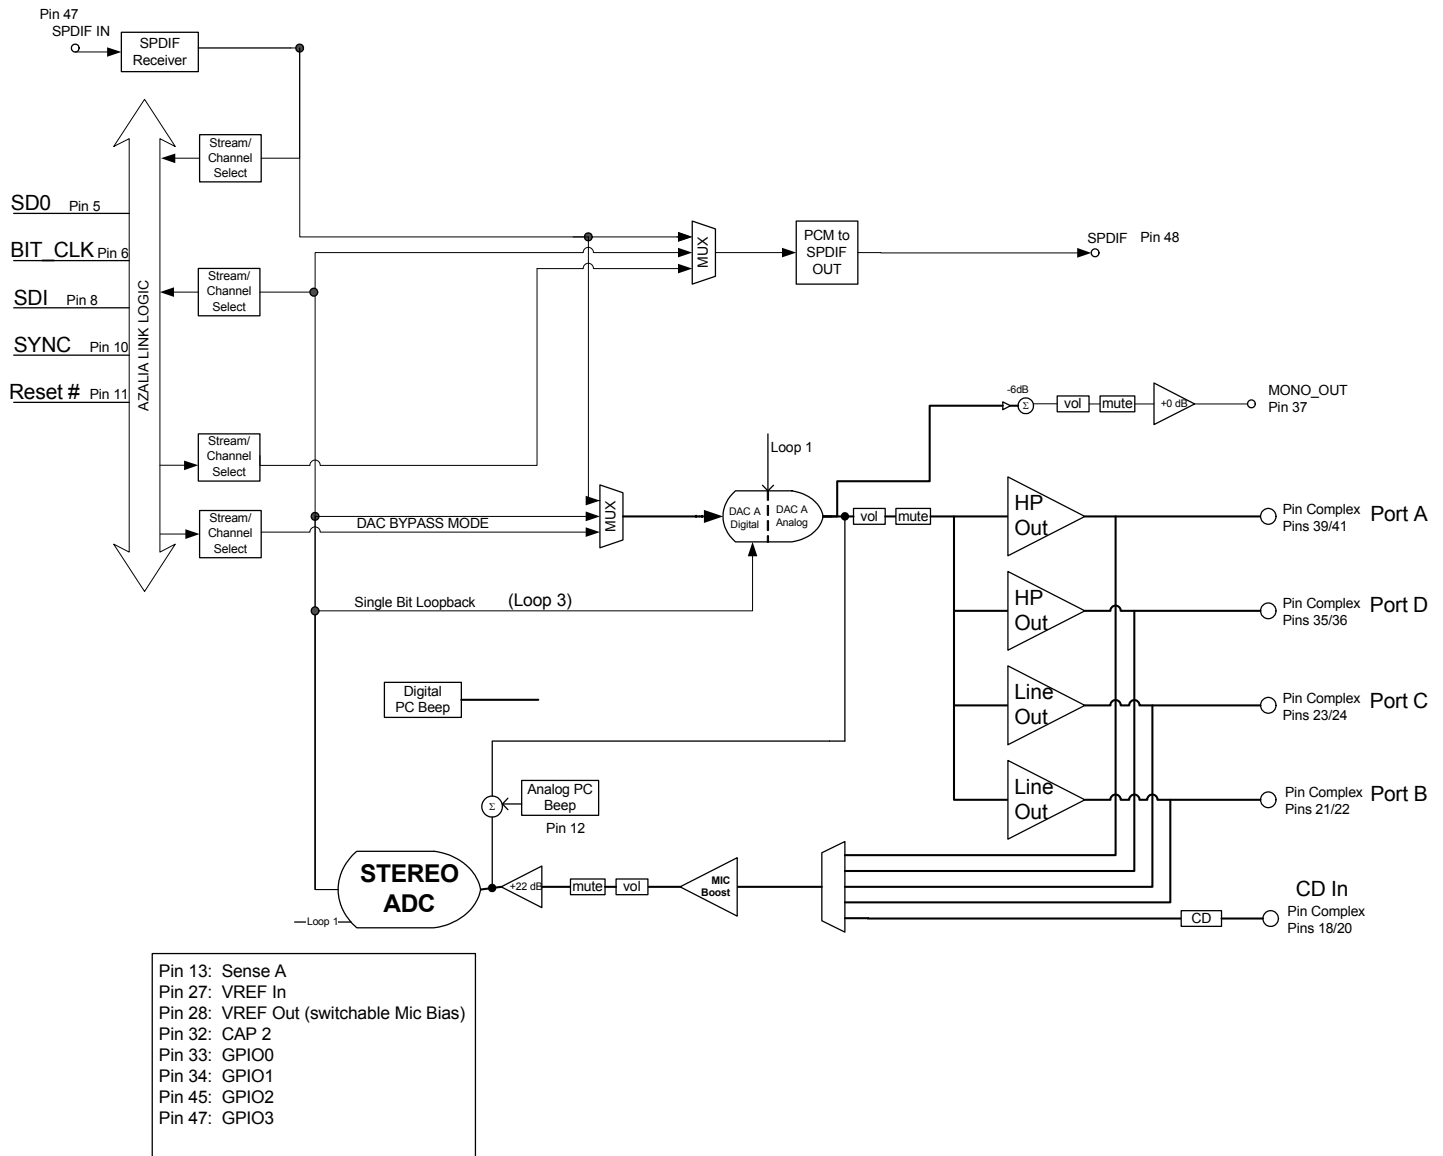 Pin 47
SPDIF IN
SPDIF
Receiver
Stream/
Channel
Select
SD0 Pin 5
BIT_CLK Pin 6
SDI Pin 8
SYNC Pin 10
Reset # Pin 11
AZALIA LINK LOGIC
Stream/
Channel
Select
Stream/
Channel
Select
Stream/
Channel
Select
MUX
PCM to
SPDIF
OUT
SPDIF Pin 48
-6dB
Σ
vol
mute
+0 dB
MONO_OUT
Pin 37
Loop 1
DAC BYPASS MODE
MUX
DAC A
Digital
DAC A
Analog
vol
mute
HP
Out
Pin Complex
Pins 39/41
Port A
Single Bit Loopback (Loop 3)
HP
Out
Pin Complex
Pins 35/36
Port D
Digital
PC Beep
Line
Out
Pin Complex
Pins 23/24
Port C
Σ
Analog PC
Beep
Pin 12
Line
Out
Pin Complex
Pins 21/22
Port B
STEREO
ADC
Loop 1
+22 dB
mute
vol
MIC
Boost
CD
CD In
Pin Complex
Pins 18/20
Pin 13: Sense A
Pin 27: VREF In
Pin 28: VREF Out (switchable Mic Bias)
Pin 32: CAP 2
Pin 33: GPIO0
Pin 34: GPIO1
Pin 45: GPIO2
Pin 47: GPIO3